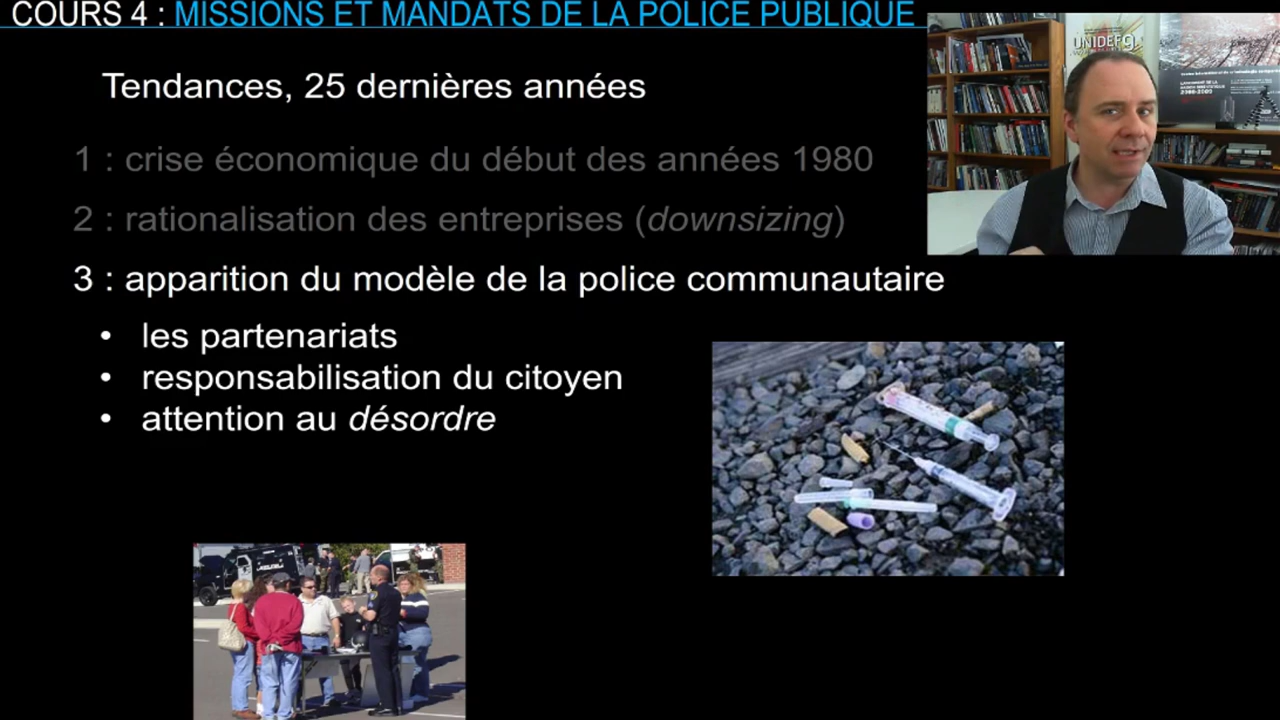 COURS 4 : MISSIONS ET MANDATS DE LA POLICE PUBLIQUE
Tendances, 25 dernières années
1 : crise économique du début des années 1980
2 : rationalisation des entreprises (downsizing)
3 : apparition du modèle de la police communautaire
• les partenariats
• responsabilisation du citoyen
• attention au désordre
UNIDEF